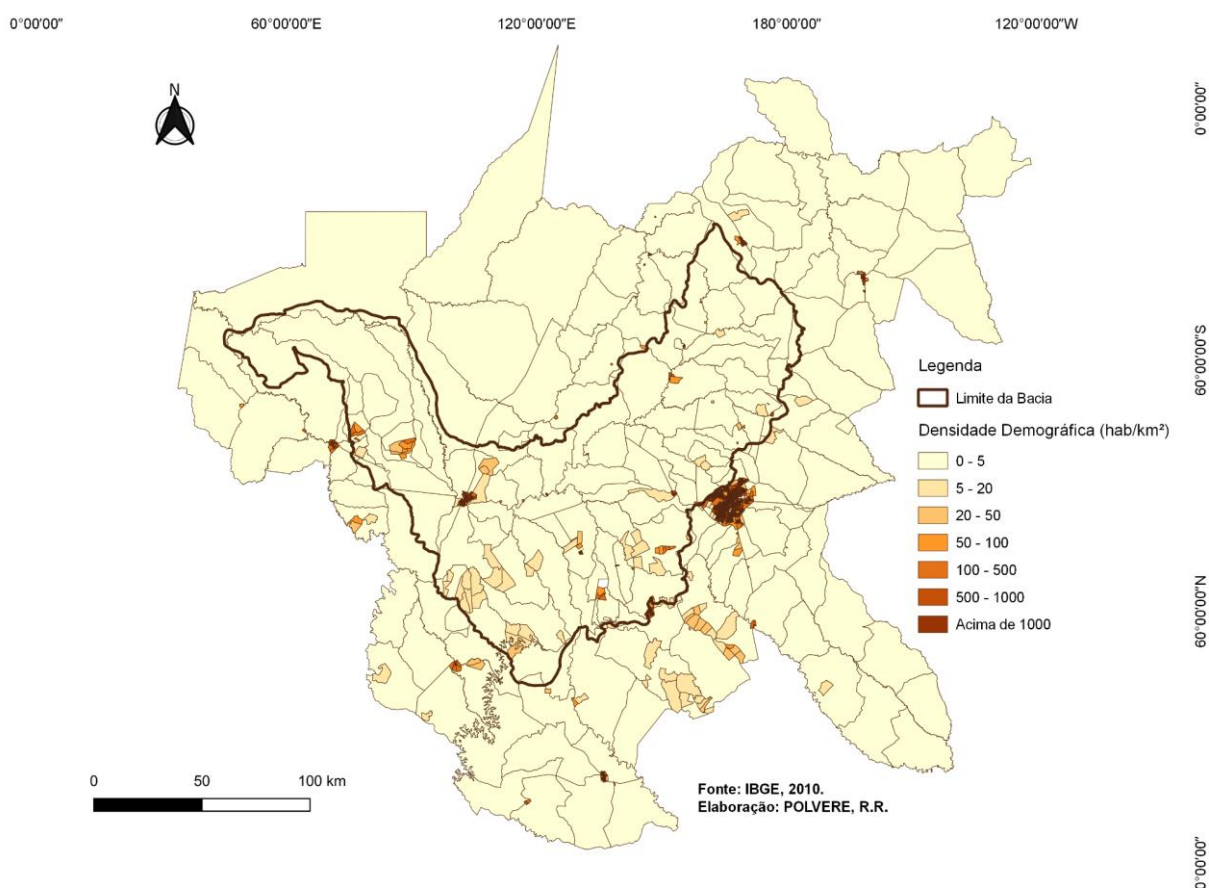 0°00′00″
60°00′00″E
120°00′00″E
180°00′00″
120°00′00″W
N
0°00′00″
60°00′00″S
60°00′00″N
0°00′00″
Legenda
Limite da Bacia
Densidade Demográfica (hab/km²)
0 - 5
5 - 20
20 - 50
50 - 100
100 - 500
500 - 1000
Acima de 1000
0 50 100 km
Fonte: IBGE, 2010.
Elaboração: POLVERE, R.R.